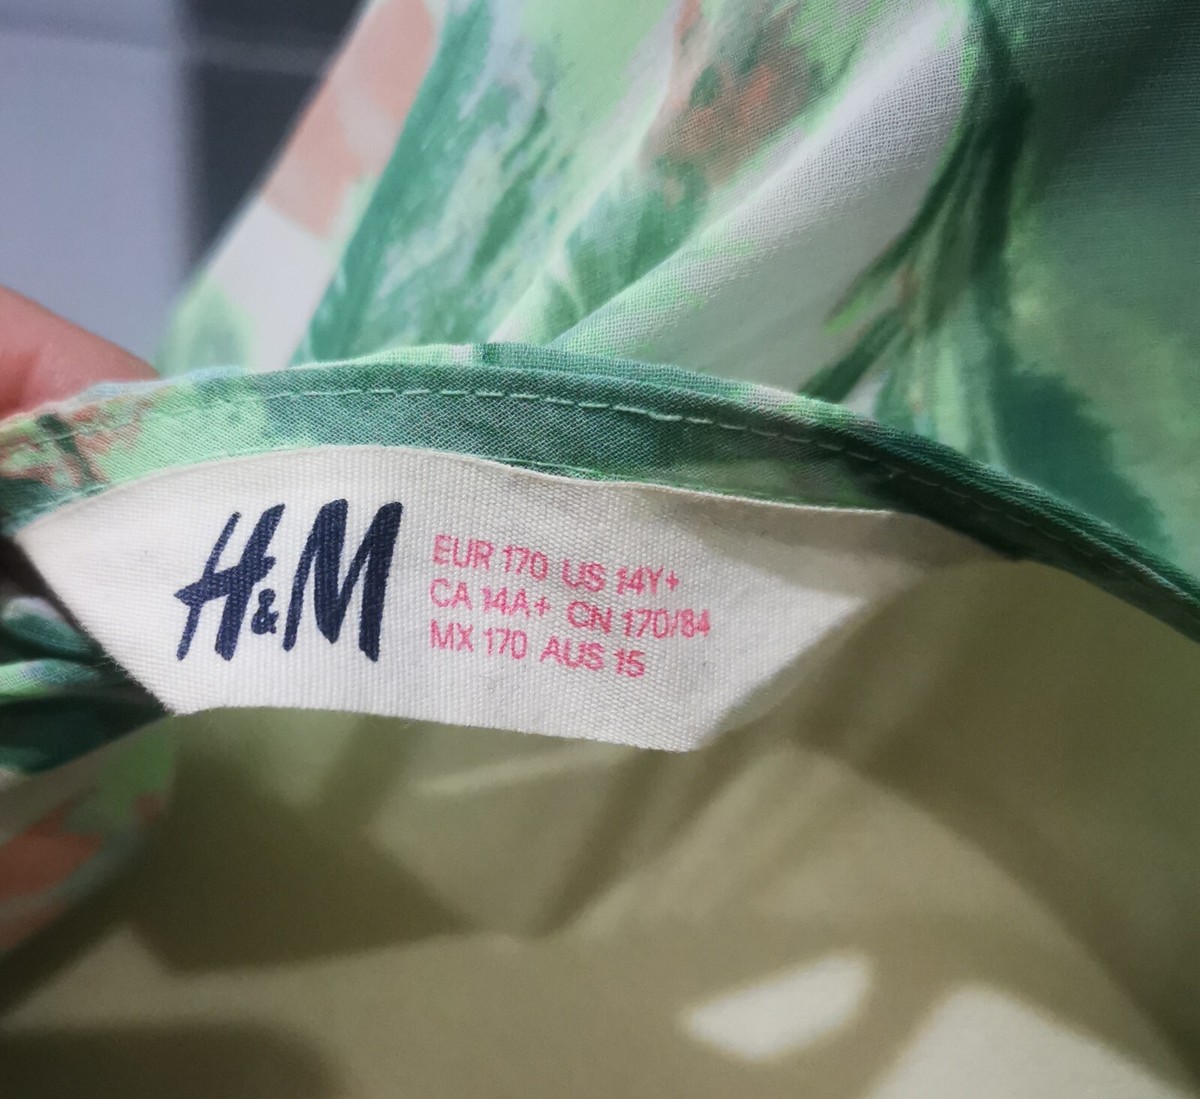 H&M
EUR 170 US 14Y+
CA 14A+ CN 170/84
MX 170 AUS 15